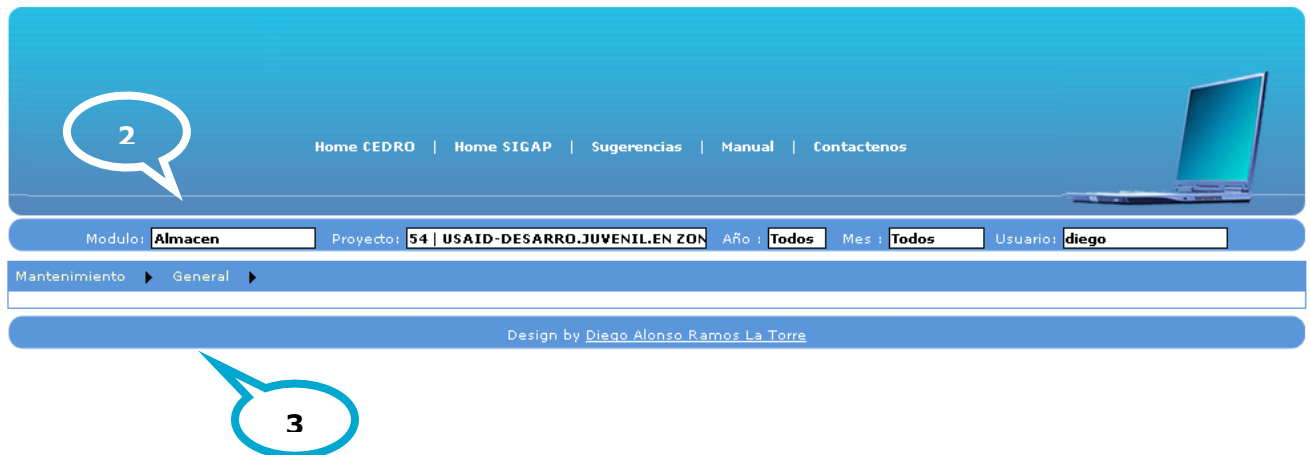 2
Home CEDRO | Home SIGAP | Sugerencias | Manual | Contactenos
Modulo: Almacen Proyecto: 54 | USAID-DESARRO.JUVENIL.EN ZON Año : Todos Mes : Todos Usuario: diego
Mantenimiento General
Design by Diego Alonso Ramos La Torre
3